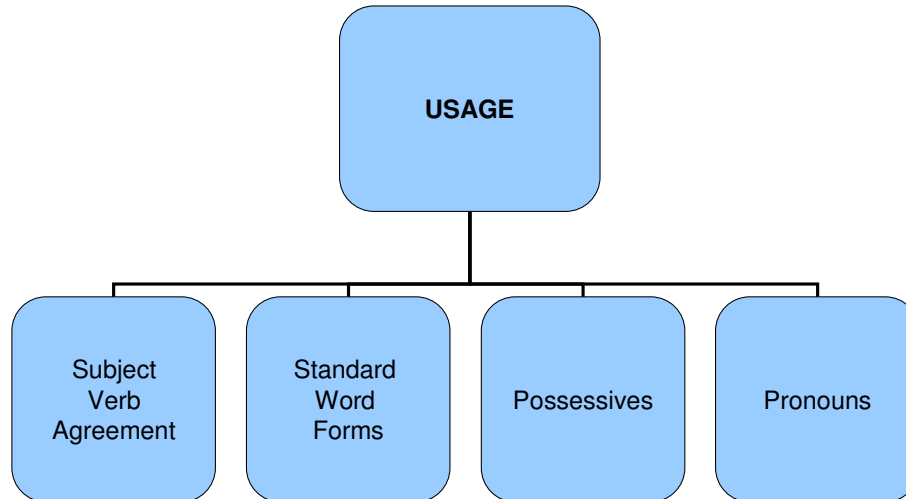 USAGE
Subject
Verb
Agreement
Standard
Word
Forms
Possessives
Pronouns